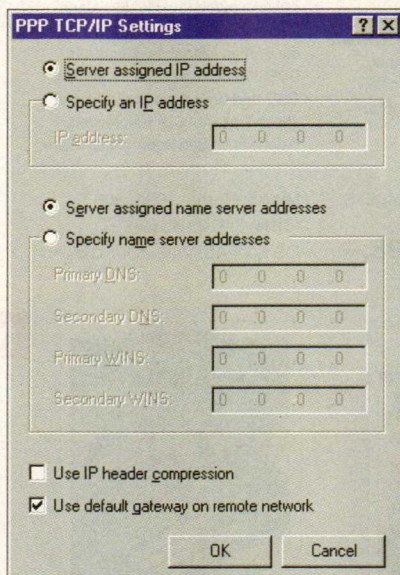 PPP TCP/IP Settings
Server assigned IP address
Specify an IP address
IP address: 0 .0 .0 .0
Server assigned name server addresses
Specify name server addresses
Primary DNS: 0 .0 .0 .0
Secondary DNS: 0 .0 .0 .0
Primary WINS: 0 .0 .0 .0
Secondary WINS: 0 .0 .0 .0
Use IP header compression
Use default gateway on remote network
OK Cancel